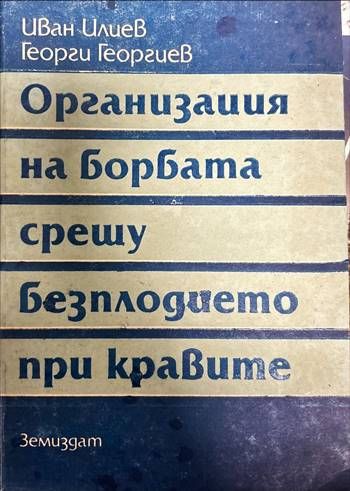 Иван Илиев
Георги Георгиев
Организация
на борбата
срещу
безплодието
при кравите
Земиздат